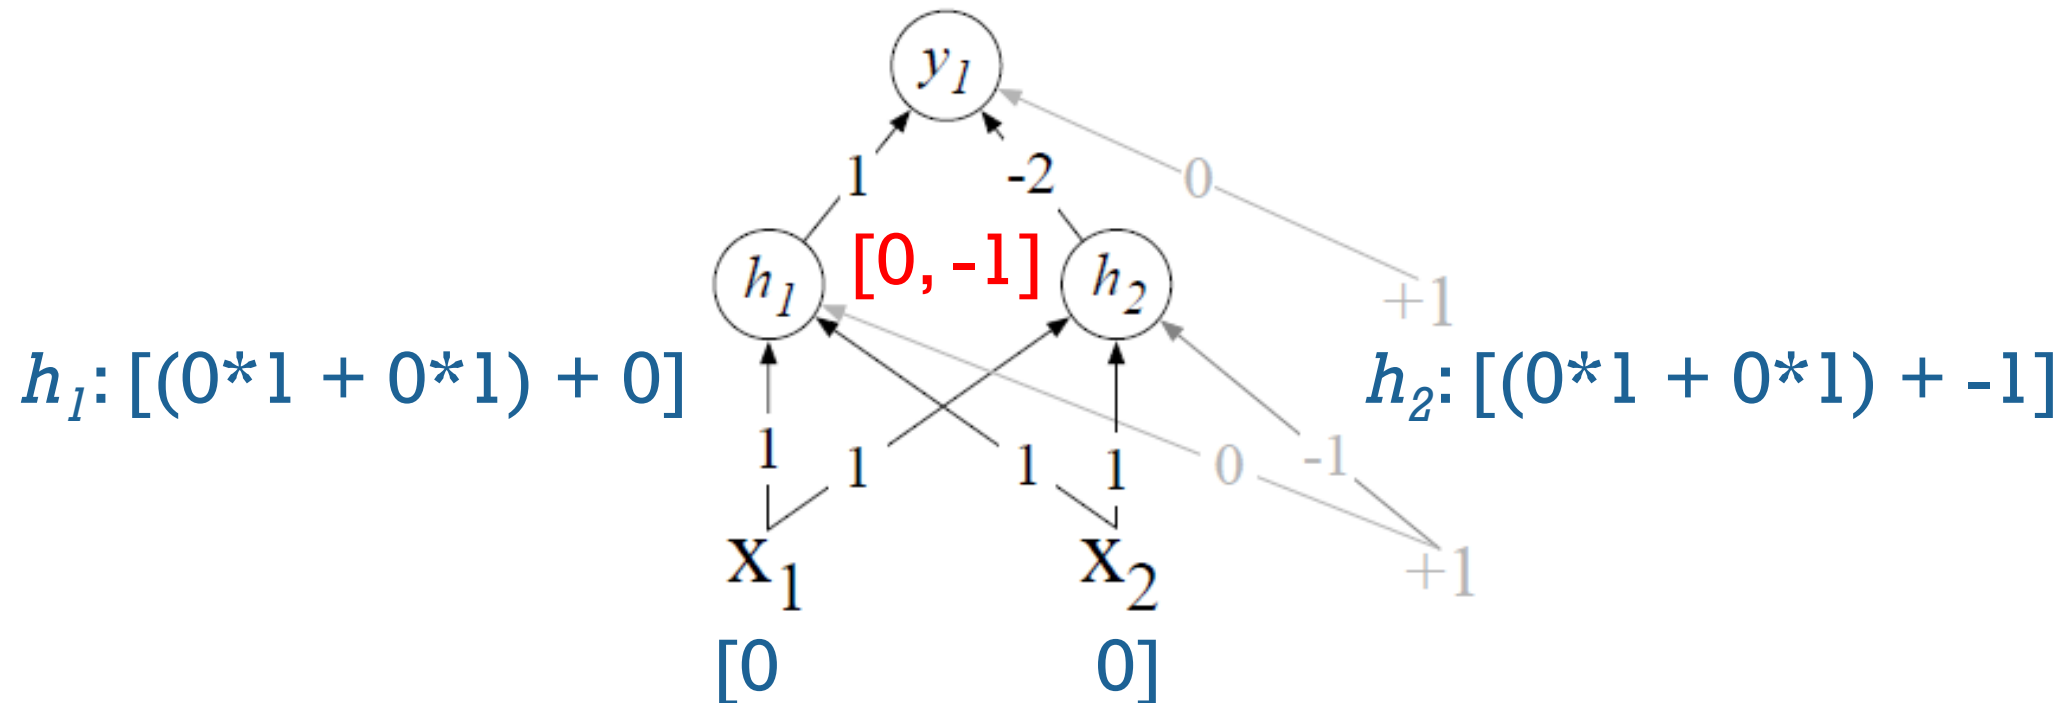 y1
1
-2
0
h1
[0, -1]
h2
+1
h1: [(0*1 + 0*1) + 0]
h2: [(0*1 + 0*1) + -1]
1
1
1
1
0
-1
x1
x2
+1
[0 0]